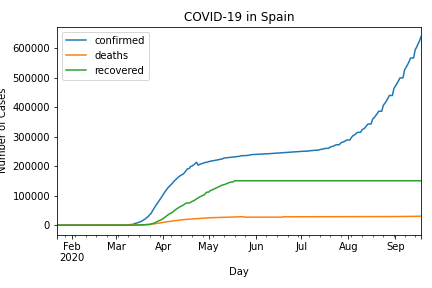 COVID-19 in Spain
confirmed
deaths
recovered
Number of Cases
600000
500000
400000
300000
200000
100000
0
Feb Mar Apr May Jun Jul Aug Sep
2020
Day